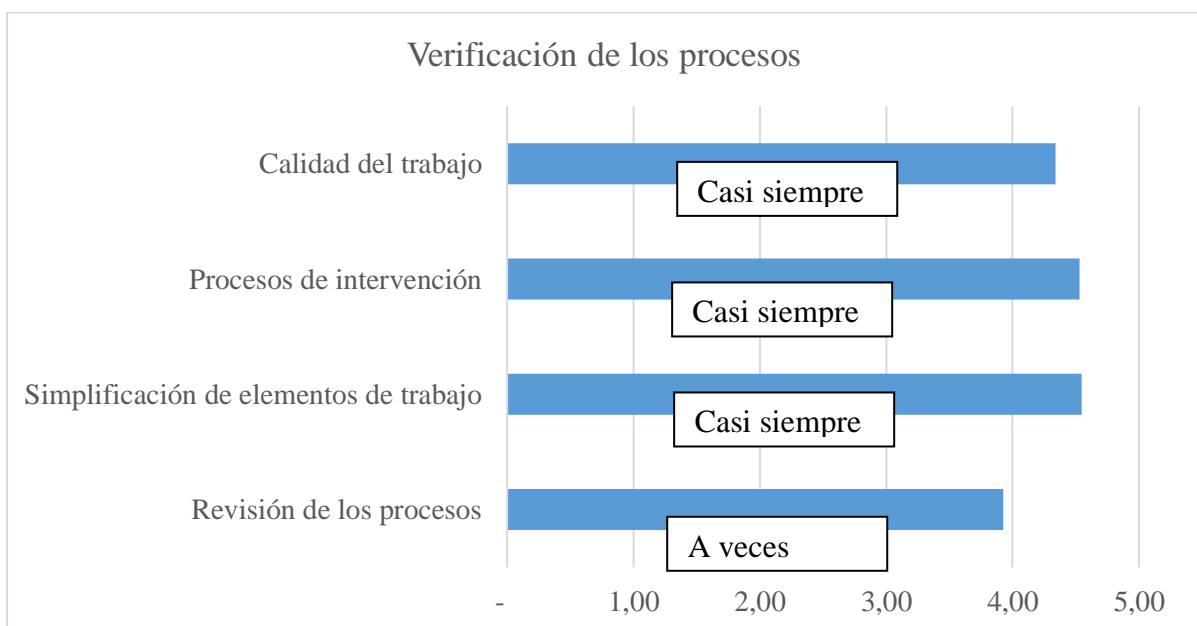 Verificación de los procesos
Calidad del trabajo
Casi siempre
Procesos de intervención
Casi siempre
Simplificación de elementos de trabajo
Casi siempre
Revisión de los procesos
A veces
- 1,00 2,00 3,00 4,00 5,00